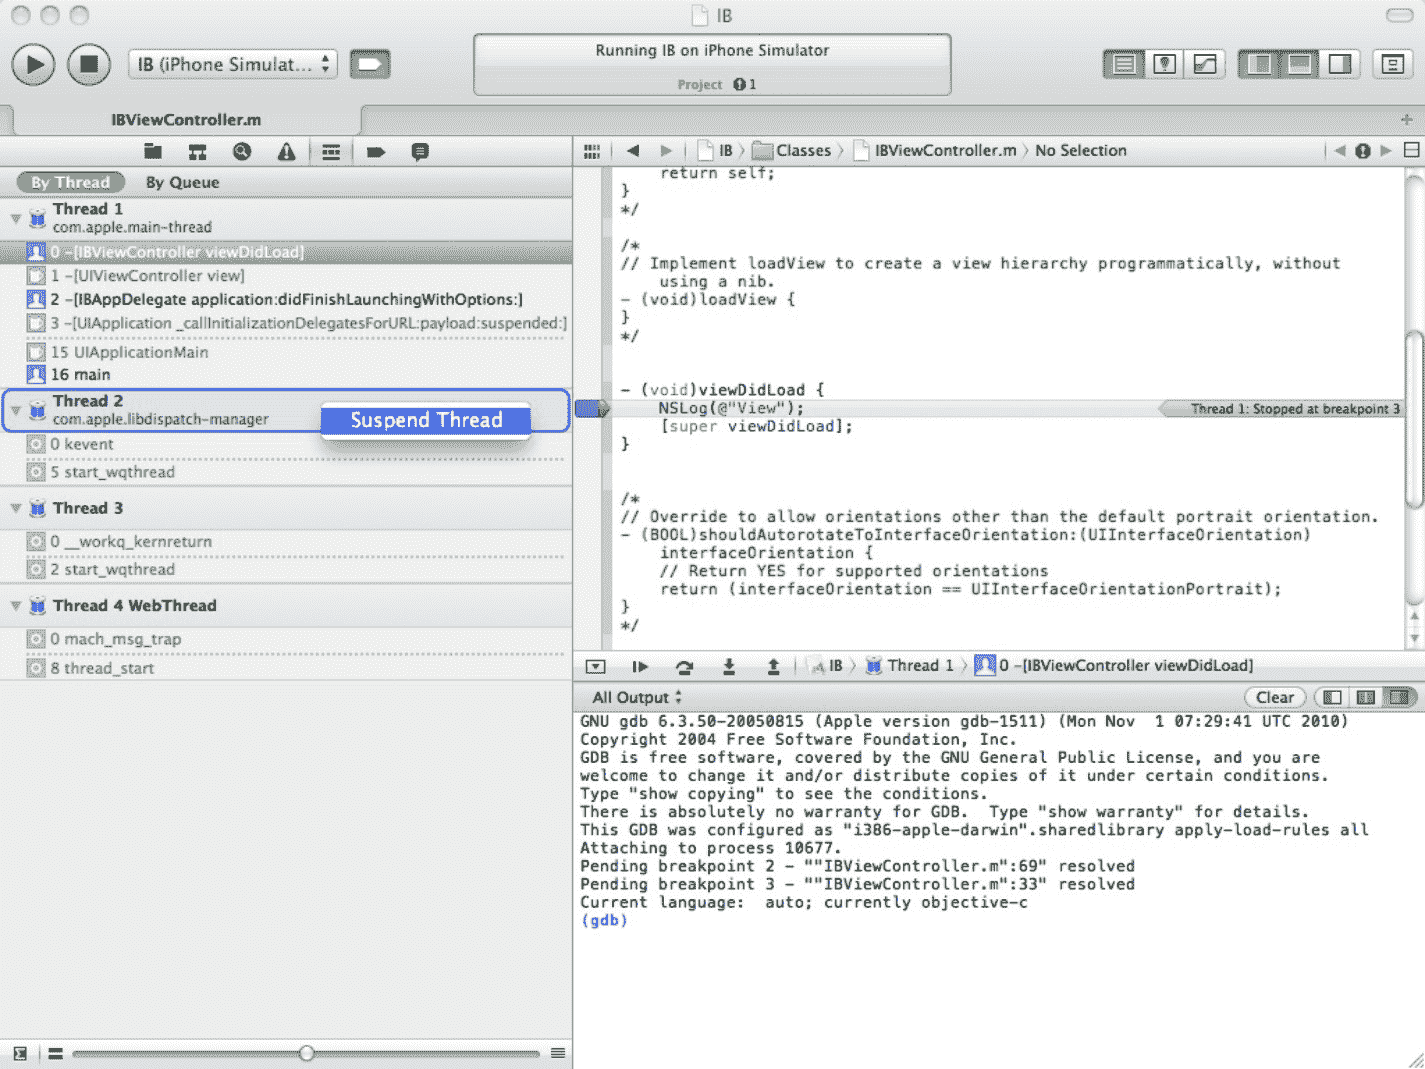 IB
IB (iPhone Simulat...
Running IB on iPhone Simulator
Project 1
IBViewController.m
IB Classes IBViewController.m No Selection
By Thread By Queue
Thread 1
com.apple.main-thread
0 -[IBViewController viewDidLoad]
1 -[UIViewController view]
2 -[IBAppDelegate application:didFinishLaunchingWithOptions:]
3 -[UIApplication _callInitializationDelegatesForURL:payload:suspended:]
15 UIApplicationMain
16 main
Thread 2
com.apple.libdispatch-manager
Suspend Thread
0 kevent
5 start_wqthread
Thread 3
0 __workq_kernreturn
2 start_wqthread
Thread 4 WebThread
0 mach_msg_trap
8 thread_start
return self;
}
*/
/*
// Implement loadView to create a view hierarchy programmatically, without
using a nib.
- (void)loadView {
}
*/
- (void)viewDidLoad {
NSLog(@"View");
Thread 1: Stopped at breakpoint 3
[super viewDidLoad];
}
/*
// Override to allow orientations other than the default portrait orientation.
- (BOOL)shouldAutorotateToInterfaceOrientation:(UIInterfaceOrientation)
interfaceOrientation {
// Return YES for supported orientations
return (interfaceOrientation == UIInterfaceOrientationPortrait);
}
*/
IB Thread 1 0 -[IBViewController viewDidLoad]
All Output Clear
GNU gdb 6.3.50-20050815 (Apple version gdb-1511) (Mon Nov  1 07:29:41 UTC 2010)
Copyright 2004 Free Software Foundation, Inc.
GDB is free software, covered by the GNU General Public License, and you are
welcome to change it and/or distribute copies of it under certain conditions.
Type "show copying" to see the conditions.
There is absolutely no warranty for GDB.  Type "show warranty" for details.
This GDB was configured as "i386-apple-darwin".sharedlibrary apply-load-rules all
Attaching to process 10677.
Pending breakpoint 2 - ""IBViewController.m":69" resolved
Pending breakpoint 3 - ""IBViewController.m":33" resolved
Current language:  auto; currently objective-c
(gdb)